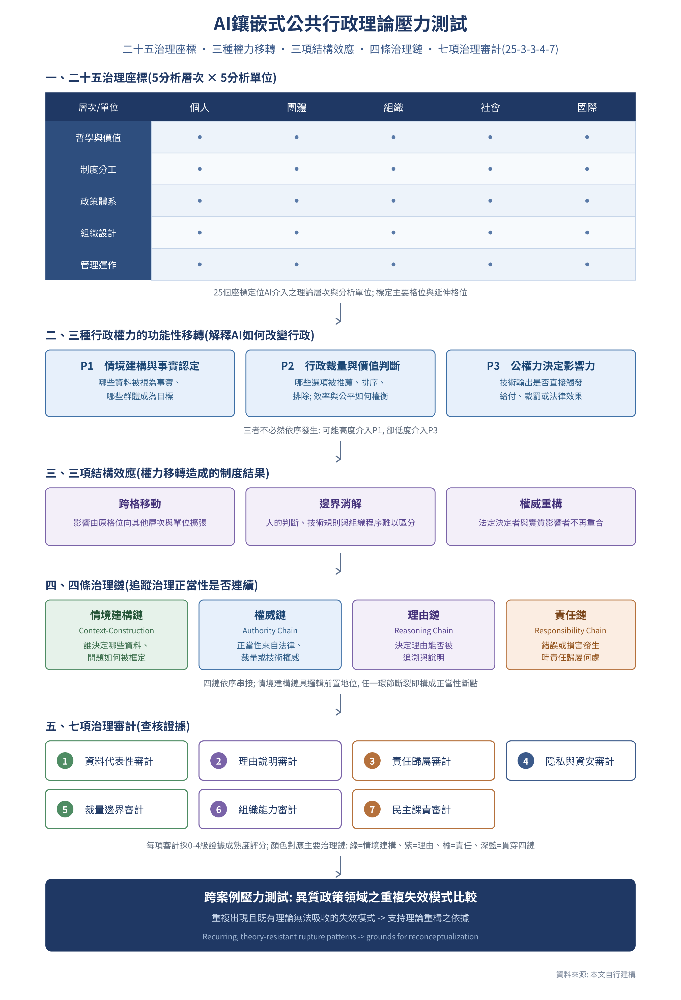 AI鑲嵌式公共行政理論壓力測試
二十五治理座標 • 三種權力移轉 • 三項結構效應 • 四條治理鏈 • 七項治理審計(25-3-3-4-7)
一、二十五治理座標(5分析層次 × 5分析單位)
層次/單位 個人 團體 組織 社會 國際
哲學與價值
制度分工
政策體系
組織設計
管理運作
25個座標定位AI介入之理論層次與分析單位; 標定主要格位與延伸格位
二、三種行政權力的功能性移轉(解釋AI如何改變行政)
P1 情境建構與事實認定
哪些資料被視為事實、
哪些群體成為目標
P2 行政裁量與價值判斷
哪些選項被推薦、排序、
排除; 效率與公平如何權衡
P3 公權力決定影響力
技術輸出是否直接觸發
給付、裁罰或法律效果
三者不必然依序發生: 可能高度介入P1, 卻低度介入P3
三、三項結構效應(權力移轉造成的制度結果)
跨格移動
影響由原格位向其他層次與單位擴張
邊界消解
人的判斷、技術規則與組織程序難以區分
權威重構
法定決定者與實質影響者不再重合
四、四條治理鏈(追蹤治理正當性是否連續)
情境建構鏈
Context-Construction
誰決定哪些資料、
問題如何被框定
權威鏈
Authority Chain
正當性來自法律、
裁量或技術權威
理由鏈
Reasoning Chain
決定理由能否被
追溯與說明
責任鏈
Responsibility Chain
錯誤或損害發生
時責任歸屬何處
四鏈依序串接; 情境建構鏈具邏輯前置地位, 任一環節斷裂即構成正當性斷點
五、七項治理審計(查核證據)
1 資料代表性審計
2 理由說明審計
3 責任歸屬審計
4 隱私與資安審計
5 裁量邊界審計
6 組織能力審計
7 民主課責審計
每項審計採0-4級證據成熟度評分; 顏色對應主要治理鏈: 綠=情境建構、紫=理由、橘=責任、深藍=貫穿四鏈
跨案例壓力測試: 異質政策領域之重複失效模式比較
重複出現且既有理論無法吸收的失效模式 -> 支持理論重構之依據
Recurring, theory-resistant rupture patterns -> grounds for reconceptualization
資料來源: 本文自行建構